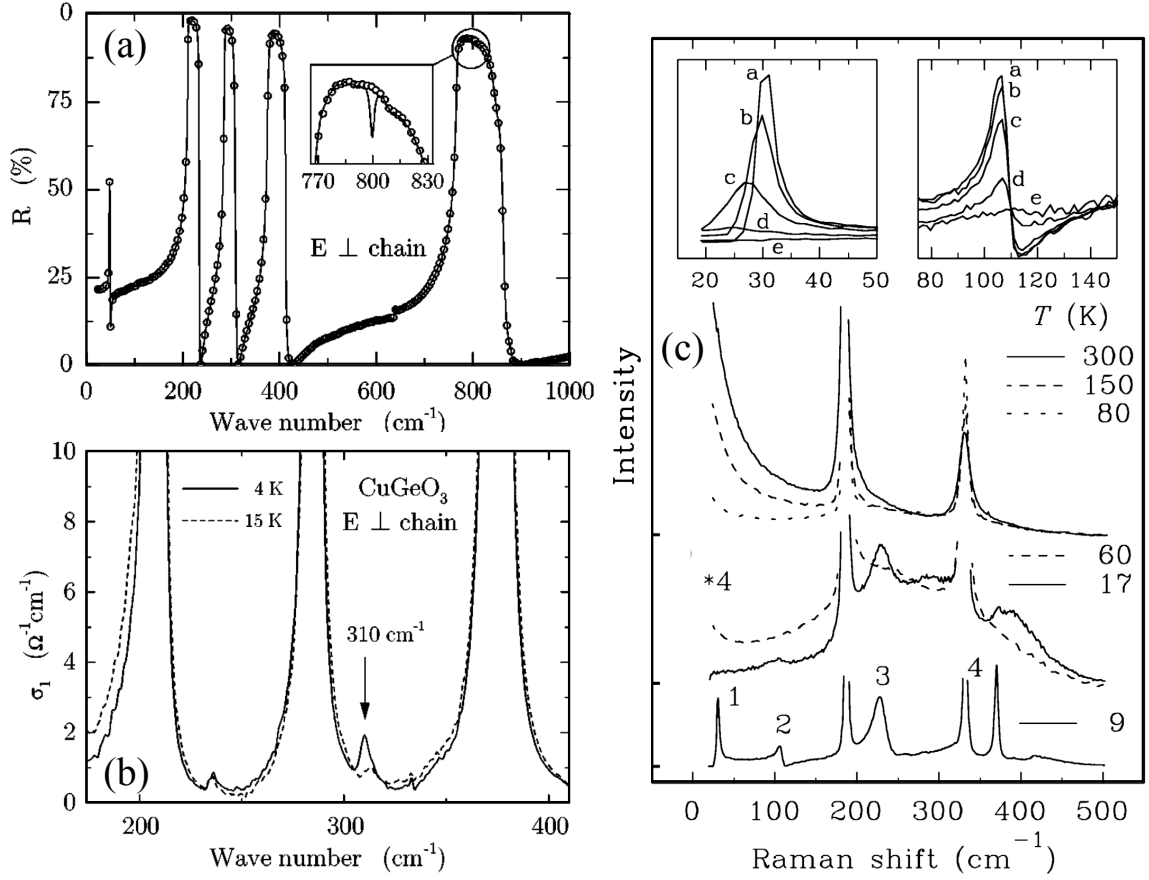 (a)
0
75
50
25
0
R (%)
770 800 830
E ⊥ chain
0 200 400 600 800 1000
Wave number (cm⁻¹)
(b)
10
8
6
4
2
0
σ₁ (Ω⁻¹cm⁻¹)
4 K
15 K
CuGeO₃
E ⊥ chain
310 cm⁻¹
200 300 400
Wave number (cm⁻¹)
(c)
a
b
c
d
e
15 20 30 40 50
a
b
c
d
e
80 100 120 140
T (K)
300
150
80
60
17
9
*4
1
2
3
4
Intensity
0 100 200 300 400 500
Raman shift (cm⁻¹)